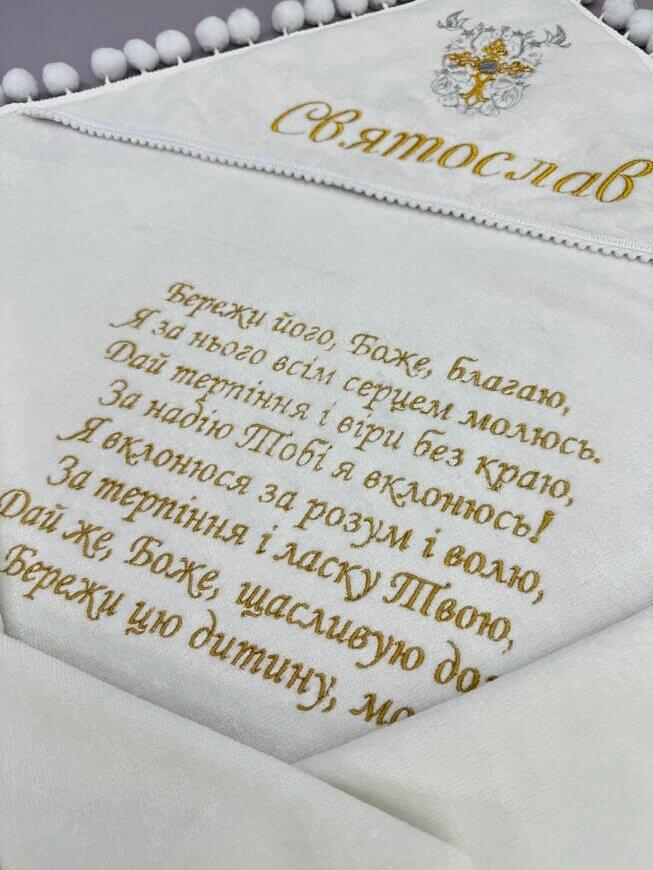 Святослав
Бережи його, Боже, благаю,
Я за нього всім серцем молюсь.
Дай терпіння і віри без краю,
За надію Тобі я вклонюсь!
Я вклонюся за розум і волю,
За терпіння і ласку Твою,
Дай же, Боже, щасливую
Бережи цю дитину,